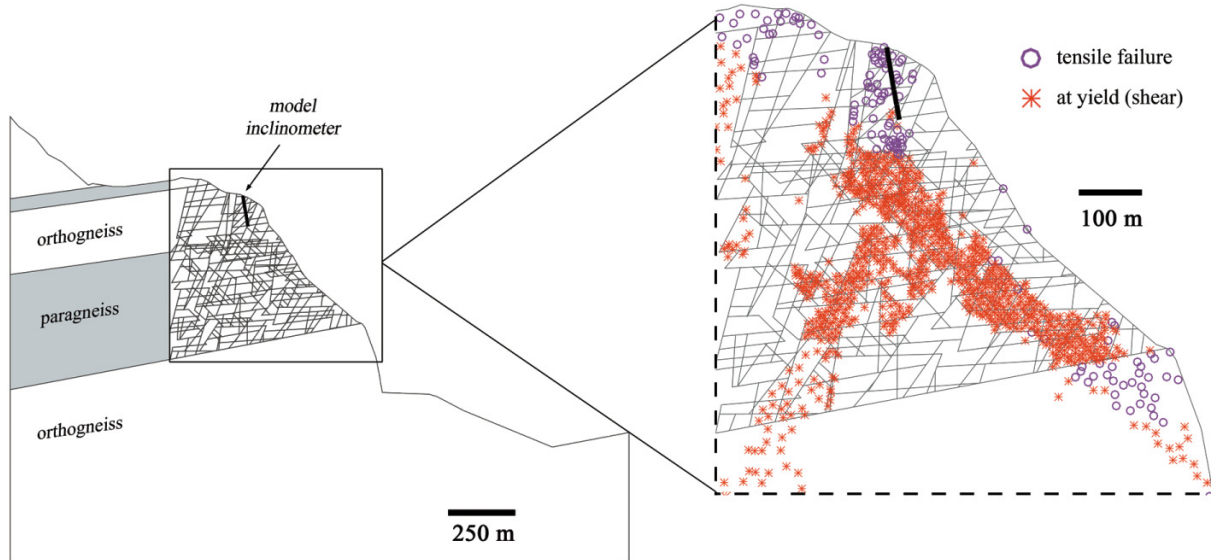 model
inclinometer
orthogneiss
paragneiss
orthogneiss
250 m
tensile failure
at yield (shear)
100 m